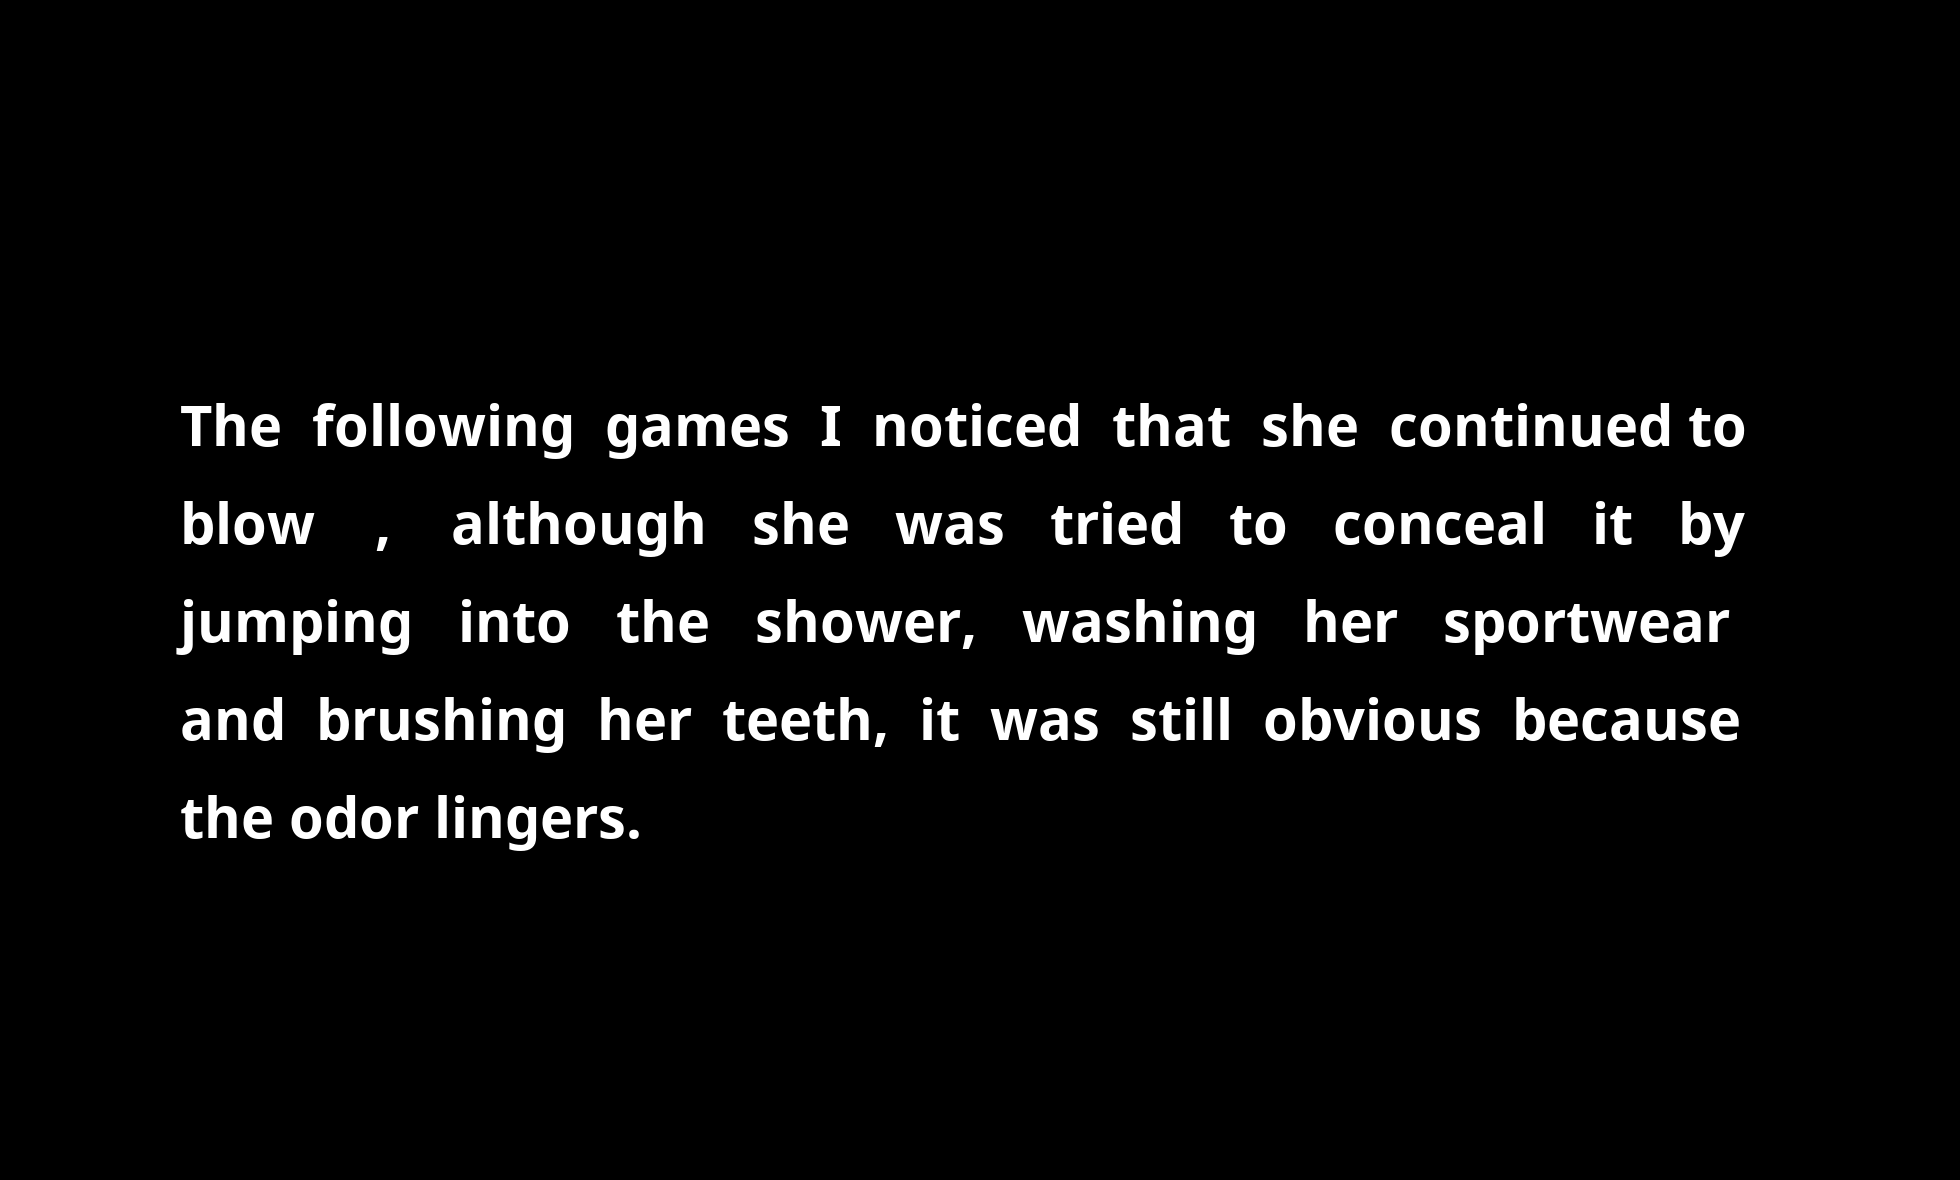 The following games I noticed that she continued to
blow , although she was tried to conceal it by
jumping into the shower, washing her sportwear
and brushing her teeth, it was still obvious because
the odor lingers.